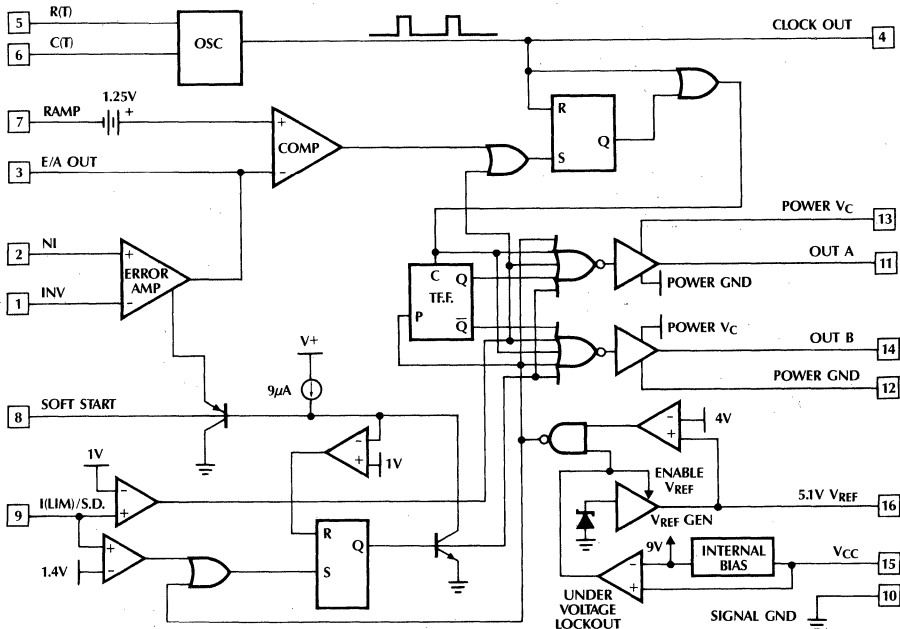 5 R(T)
6 C(T)
OSC
CLOCK OUT 4
7 RAMP 1.25V +
3 E/A OUT
+
COMP
−
R
Q
S
2 NI
+
ERROR
AMP
−
1 INV
POWER VC 13
OUT A 11
POWER GND
C Q
T.F.F.
P
Q̅
POWER VC
OUT B 14
POWER GND 12
V+
9µA
8 SOFT START
−
+
1V
−
4V
+
1V
−
+
9 I(LIM)/S.D.
+
−
1.4V
R
Q
S
ENABLE
VREF
VREF GEN
5.1V VREF 16
9V
INTERNAL
BIAS
VCC 15
−
+
UNDER
VOLTAGE
LOCKOUT
SIGNAL GND 10